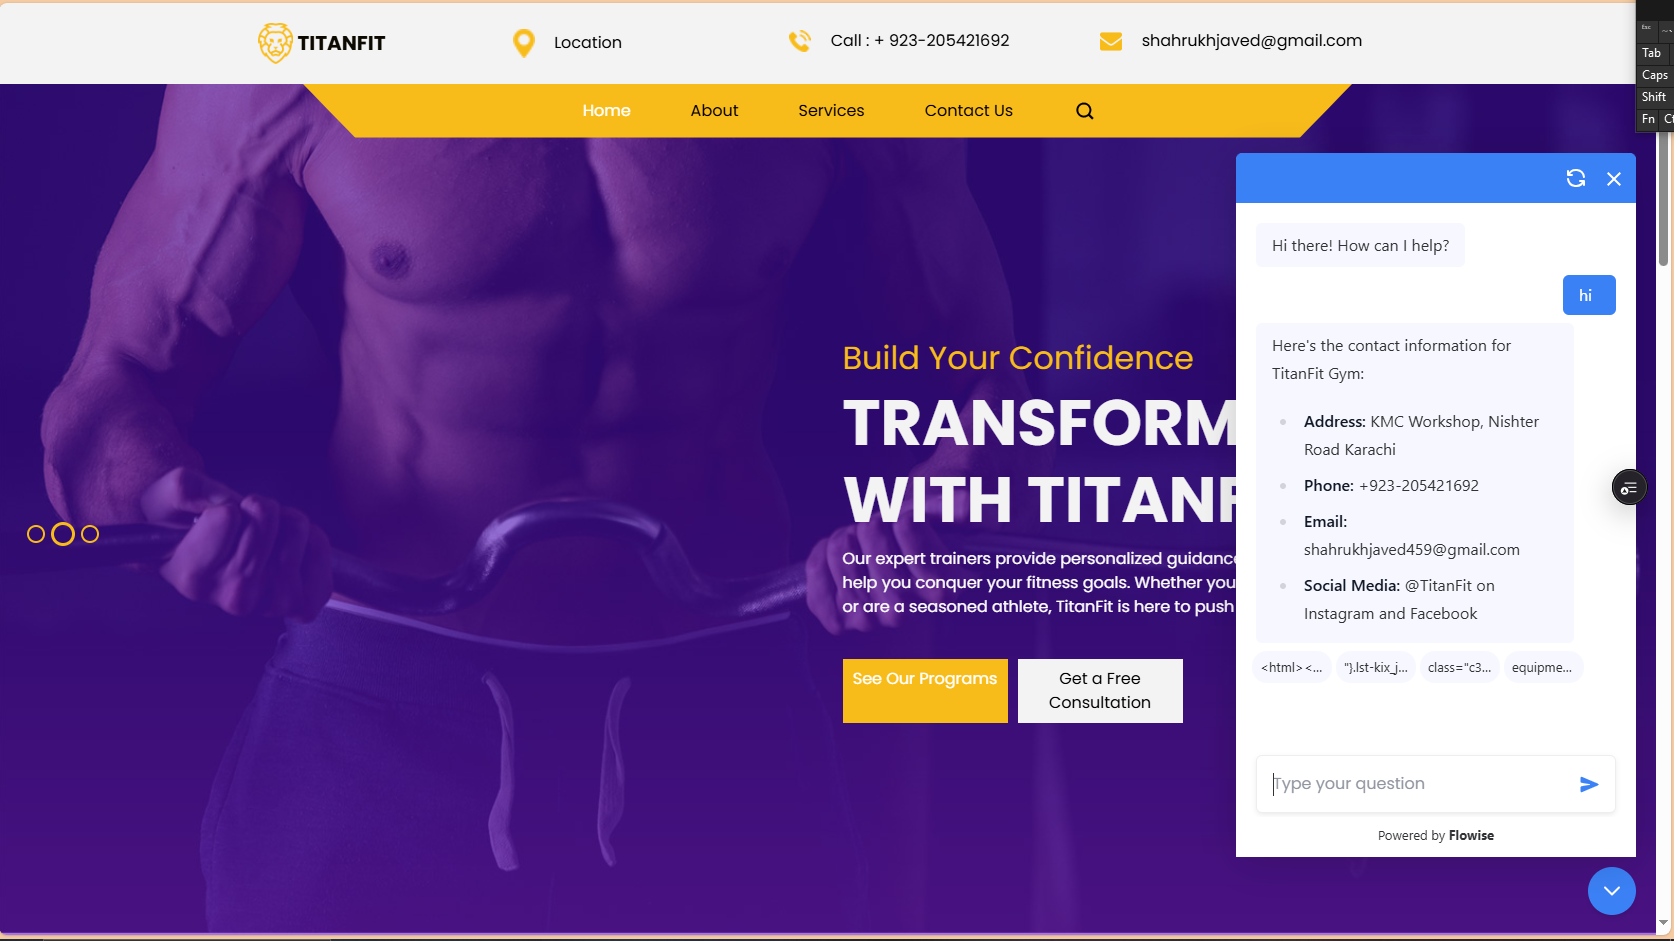 TITANFIT
Location
Call : + 923-205421692
shahrukhjaved@gmail.com
Esc
Tab
Caps
Shift
Fn
Home
About
Services
Contact Us
Build Your Confidence
TRANSFORM
WITH TITANF
Our expert trainers provide personalized guidance
help you conquer your fitness goals. Whether you
or are a seasoned athlete, TitanFit is here to push
See Our Programs
Get a Free
Consultation
Hi there! How can I help?
hi
Here's the contact information for
TitanFit Gym:
Address: KMC Workshop, Nishter
Road Karachi
Phone: +923-205421692
Email:
shahrukhjaved459@gmail.com
Social Media: @TitanFit on
Instagram and Facebook
<html><...
"}.lst-kix_j...
class="c3...
equipme...
Type your question
Powered by Flowise